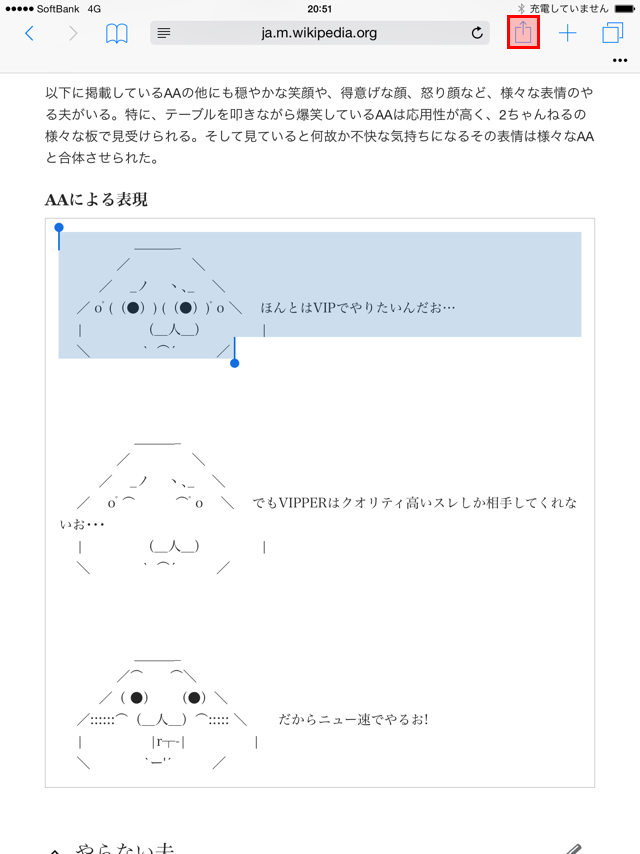 SoftBank 4G 20:51 充電していません
ja.m.wikipedia.org
以下に掲載しているAAの他にも穏やかな笑顔や、得意げな顔、怒り顔など、様々な表情のや
る夫がいる。特に、テーブルを叩きながら爆笑しているAAは応用性が高く、2ちゃんねるの
様々な板で見受けられる。そして見ていると何故か不快な気持ちになるその表情は様々なAA
と合体させられた。
AAによる表現
＿＿＿_
／　　　　＼
／　 _ノ　 ヽ､_ 　＼
／ oﾟ(（●）) (（●）)ﾟo ＼　ほんとはVIPでやりたいんだお…
|　　　　 （__人__）　　　　|
＼　　　　 ｀ ⌒´ 　　　／
＿＿＿_
／　　　　＼
／　 _ノ　 ヽ､_ 　＼
／　 oﾟ⌒　　　⌒ﾟo　 ＼　でもVIPPERはクオリティ高いスレしか相手してくれな
いお･･･
|　　　　 （__人__）　　　　|
＼　　　　 ｀ ⌒´ 　　　／
＿＿＿_
／⌒　　⌒＼
／（ ●）　　（●）＼
／::::::⌒（__人__）⌒::::: ＼　だからニュー速でやるお!
|　　　　 |r┬-|　　　　|
＼　　　　 `ー'´　　　／
やらない夫